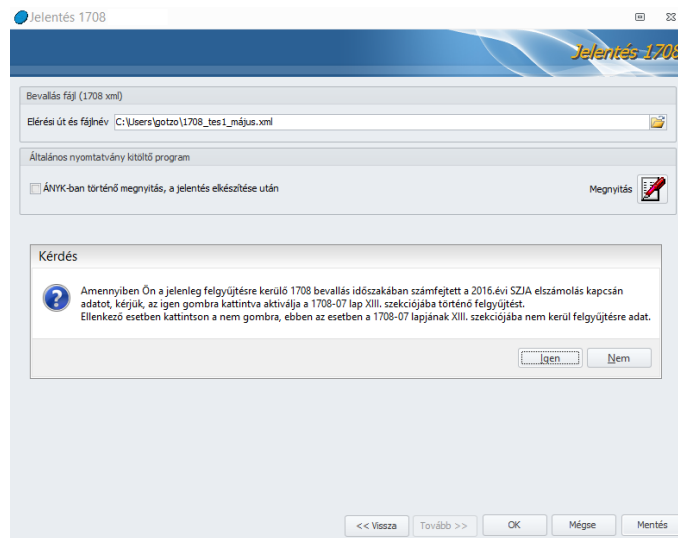 Jelentés 1708
Jelentés 1708
Bevallás fájl (1708 xml)
Elérési út és fájlnév C:\Users\gotzo\1708_tes1_május.xml
Általános nyomtatvány kitöltő program
ÁNYK-ban történő megnyitás, a jelentés elkészítése után
Megnyitás
Kérdés
Amennyiben Ön a jelenleg felgyűjtésre kerülő 1708 bevallás időszakában számfejtett a 2016.évi SZJA elszámolás kapcsán
adatot, kérjük, az igen gombra kattintva aktiválja a 1708-07 lap XIII. szekciójába történő felgyűjtést.
Ellenkező esetben kattintson a nem gombra, ebben az esetben a 1708-07 lapjának XIII. szekciójába nem kerül felgyűjtésre adat.
Igen Nem
<< Vissza Tovább >> OK Mégse Mentés